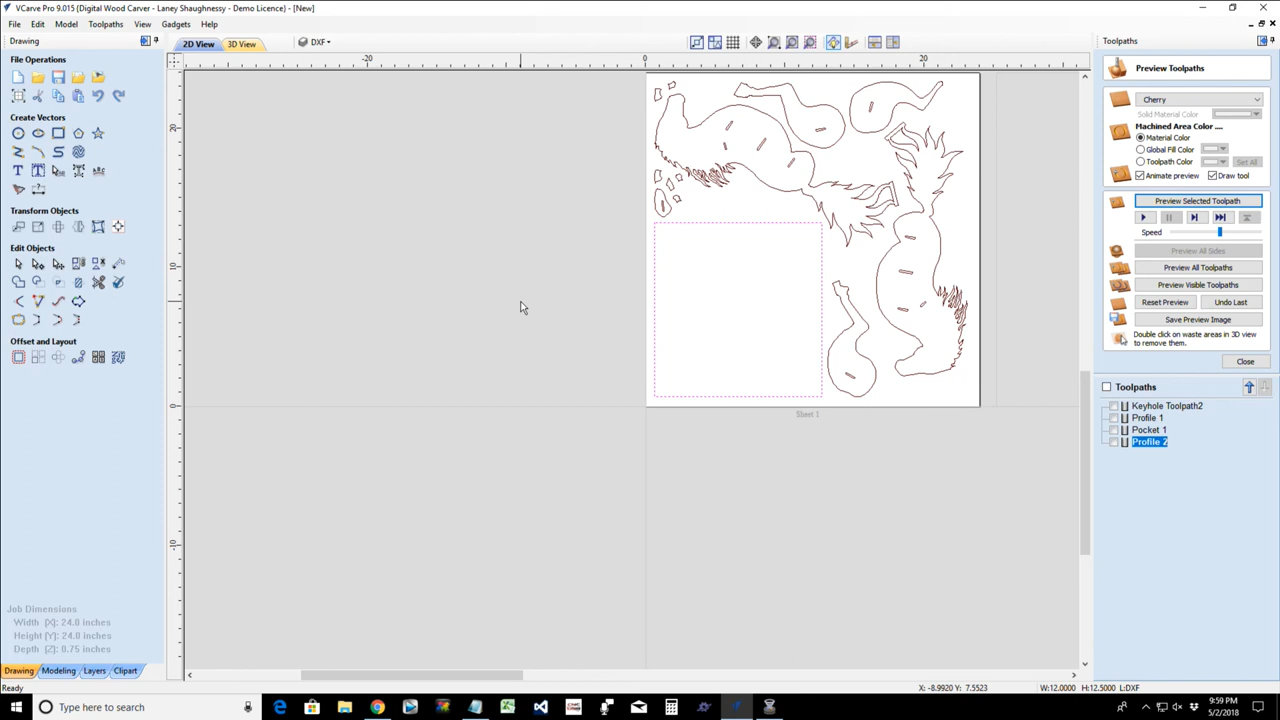 VCarve Pro 9.015 {Digital Wood Carver - Laney Shaughnessy - Demo Licence} - [New]
File Edit Model Toolpaths View Gadgets Help
Drawing
2D View 3D View DXF
Toolpaths
File Operations
Create Vectors
Transform Objects
Edit Objects
Offset and Layout
Job Dimensions
Width (X): 24.0 inches
Height (Y): 24.0 inches
Depth (Z): 0.75 inches
Drawing Modeling Layers Clipart
-20 0 20
20
10
0
-10
Sheet 1
Preview Toolpaths
Cherry
Solid Material Color
Machined Area Color ....
Material Color
Global Fill Color
Toolpath Color Set All
Animate preview Draw tool
Preview Selected Toolpath
Speed
Preview All Sides
Preview All Toolpaths
Preview Visible Toolpaths
Reset Preview Undo Last
Save Preview Image
Double click on waste areas in 3D view
to remove them.
Close
Toolpaths
Keyhole Toolpath2
Profile 1
Pocket 1
Profile 2
Ready X: -8.9920 Y: 7.5523 W:12.0000 H:12.5000 L:DXF
Type here to search
9:59 PM
5/2/2018